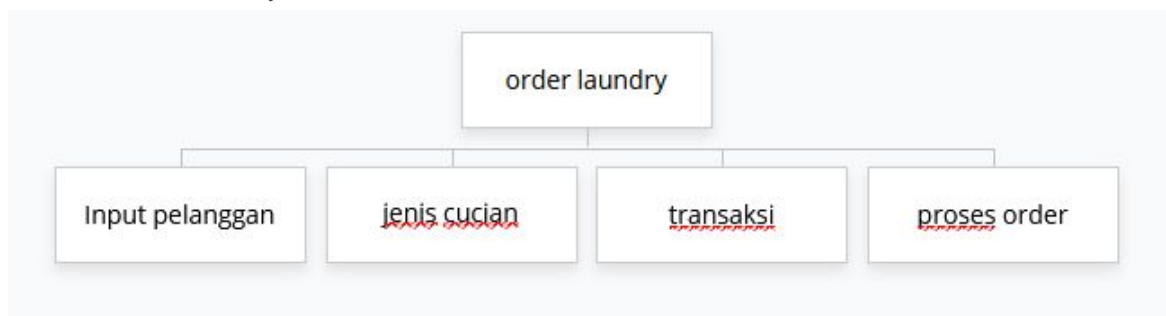 order laundry
Input pelanggan
jenis cucian
transaksi
proses order